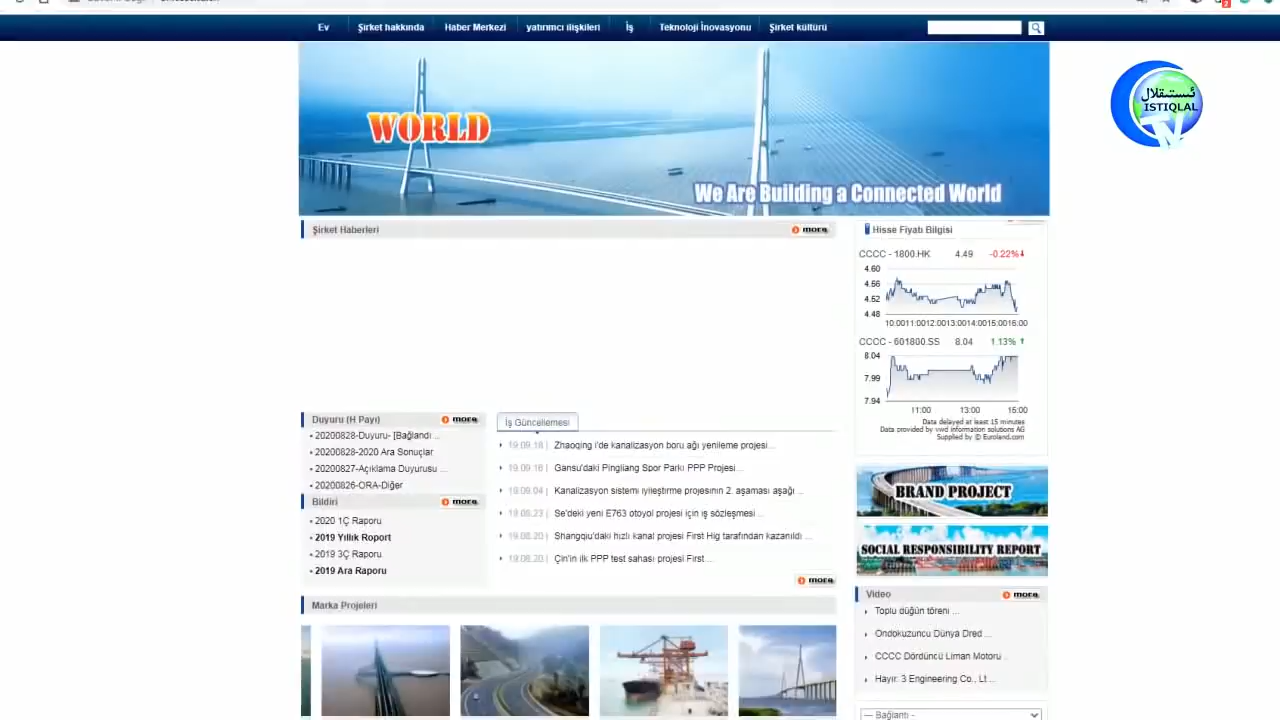 Ev Şirket hakkında Haber Merkezi yatırımcı ilişkileri İş Teknoloji İnovasyonu Şirket kültürü
ئىستىقلال
ISTIQLAL
TV
WORLD
We Are Building a Connected World
Şirket Haberleri more
Hisse Fiyatı Bilgisi
CCCC - 1800.HK 4.49 -0.22%
4.60
4.56
4.52
4.48
10:00 11:00 12:00 13:00 14:00 15:00 16:00
CCCC - 601800.SS 8.04 1.13%
8.04
7.99
7.94
11:00 13:00 15:00
Data delayed at least 15 minutes
Data provided by vwd information solutions AG
Supplied by © Euroland.com
Duyuru (H Payı) more
20200828-Duyuru- [Bağlandı ...
20200828-2020 Ara Sonuçlar
20200827-Açıklama Duyurusu ...
20200826-ORA-Diğer
Bildiri more
2020 1Ç Raporu
2019 Yıllık Roport
2019 3Ç Raporu
2019 Ara Raporu
İş Güncellemesi
19.09.18 | Zhaoqing i'de kanalizasyon boru ağı yenileme projesi...
19.09.16 | Gansu'daki Pingliang Spor Parkı PPP Projesi...
19.09.04 | Kanalizasyon sistemi iyileştirme projesinin 2. aşaması aşağı ...
19.08.23 | Se'deki yeni E763 otoyol projesi için iş sözleşmesi ...
19.08.20 | Shangqiu'daki hızlı kanal projesi First Hig tarafından kazanıldı ...
19.08.20 | Çin'in ilk PPP test sahası projesi First ...
more
BRAND PROJECT
SOCIAL RESPONSIBILITY REPORT
Marka Projeleri
Video more
Toplu düğün töreni ...
Ondokuzuncu Dünya Dred ...
CCCC Dördüncü Liman Motoru
Hayır. 3 Engineering Co., Lt ...
--- Bağlantı -